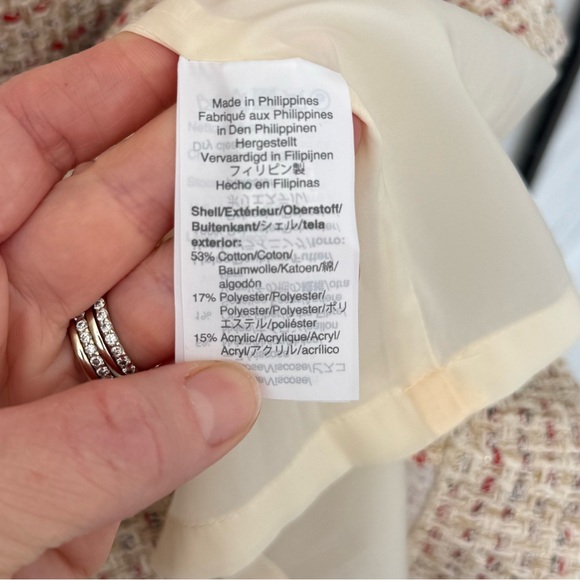 Made in Philippines
Fabriqué aux Philippines
in Den Philippinen
Hergestellt
Vervaardigd in Filipijnen
フィリピン製
Hecho en Filipinas
Shell/Extérieur/Oberstoff/
Buitenkant/シェル/tela
exterior:
53% Cotton/Coton/
Baumwolle/Katoen/綿/
algodón
17% Polyester/Polyester/
Polyester/Polyester/ポリ
エステル/poliéster
15% Acrylic/Acrylique/Acryl/
Acryl/アクリル/acrílico